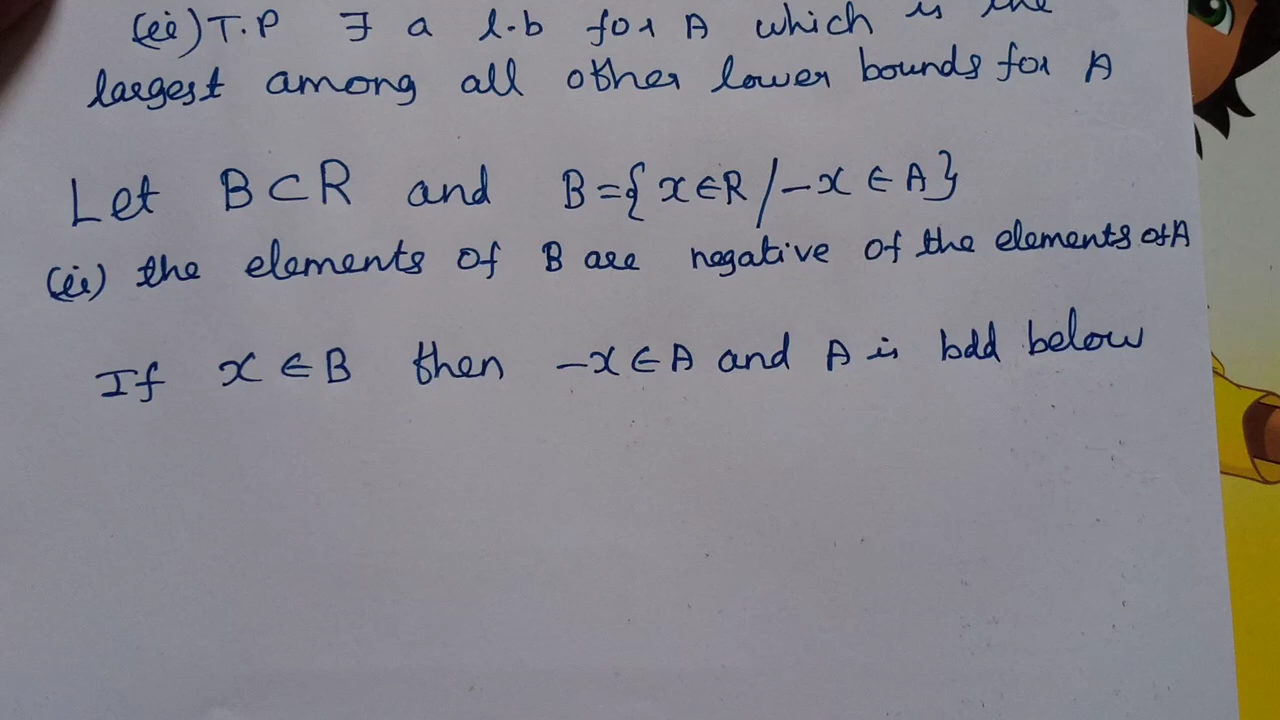 (ii) T.P ∃ a l.b for A which is the
largest among all other lower bounds for A
Let B⊂R and B={x∈R/-x∈A}
(ii) the elements of B are negative of the elements of A
If x∈B then -x∈A and A is bdd below